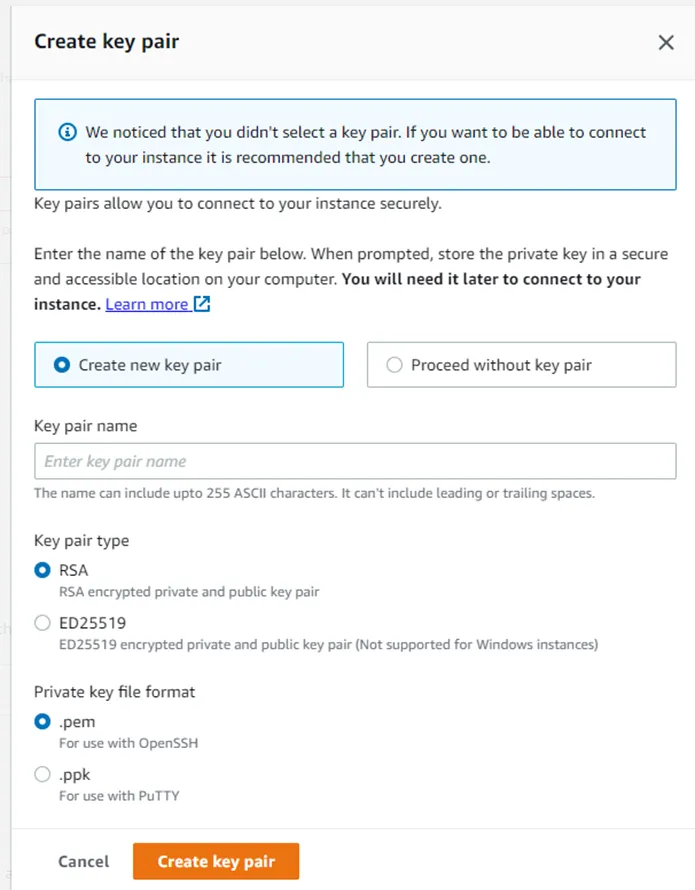 Create key pair
We noticed that you didn't select a key pair. If you want to be able to connect
to your instance it is recommended that you create one.
Key pairs allow you to connect to your instance securely.
Enter the name of the key pair below. When prompted, store the private key in a secure
and accessible location on your computer. You will need it later to connect to your
instance. Learn more
Create new key pair
Proceed without key pair
Key pair name
Enter key pair name
The name can include upto 255 ASCII characters. It can't include leading or trailing spaces.
Key pair type
RSA
RSA encrypted private and public key pair
ED25519
ED25519 encrypted private and public key pair (Not supported for Windows instances)
Private key file format
.pem
For use with OpenSSH
.ppk
For use with PuTTY
Cancel
Create key pair